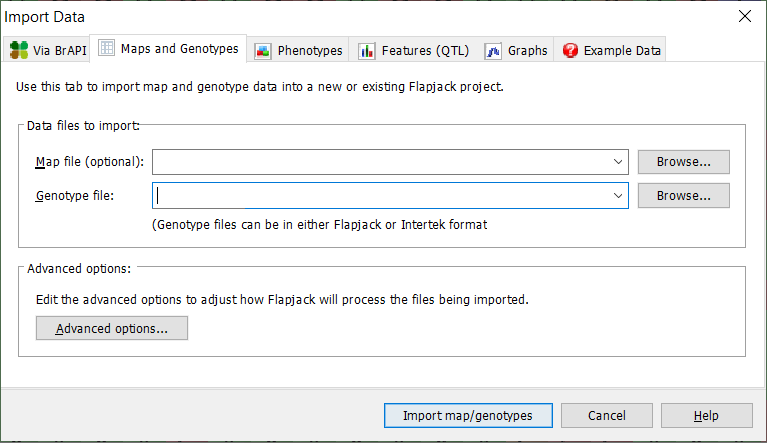 Import Data
Via BrAPI
Maps and Genotypes
Phenotypes
Features (QTL)
Graphs
Example Data
Use this tab to import map and genotype data into a new or existing Flapjack project.
Data files to import:
Map file (optional):
Browse...
Genotype file:
Browse...
(Genotype files can be in either Flapjack or Intertek format
Advanced options:
Edit the advanced options to adjust how Flapjack will process the files being imported.
Advanced options...
Import map/genotypes
Cancel
Help